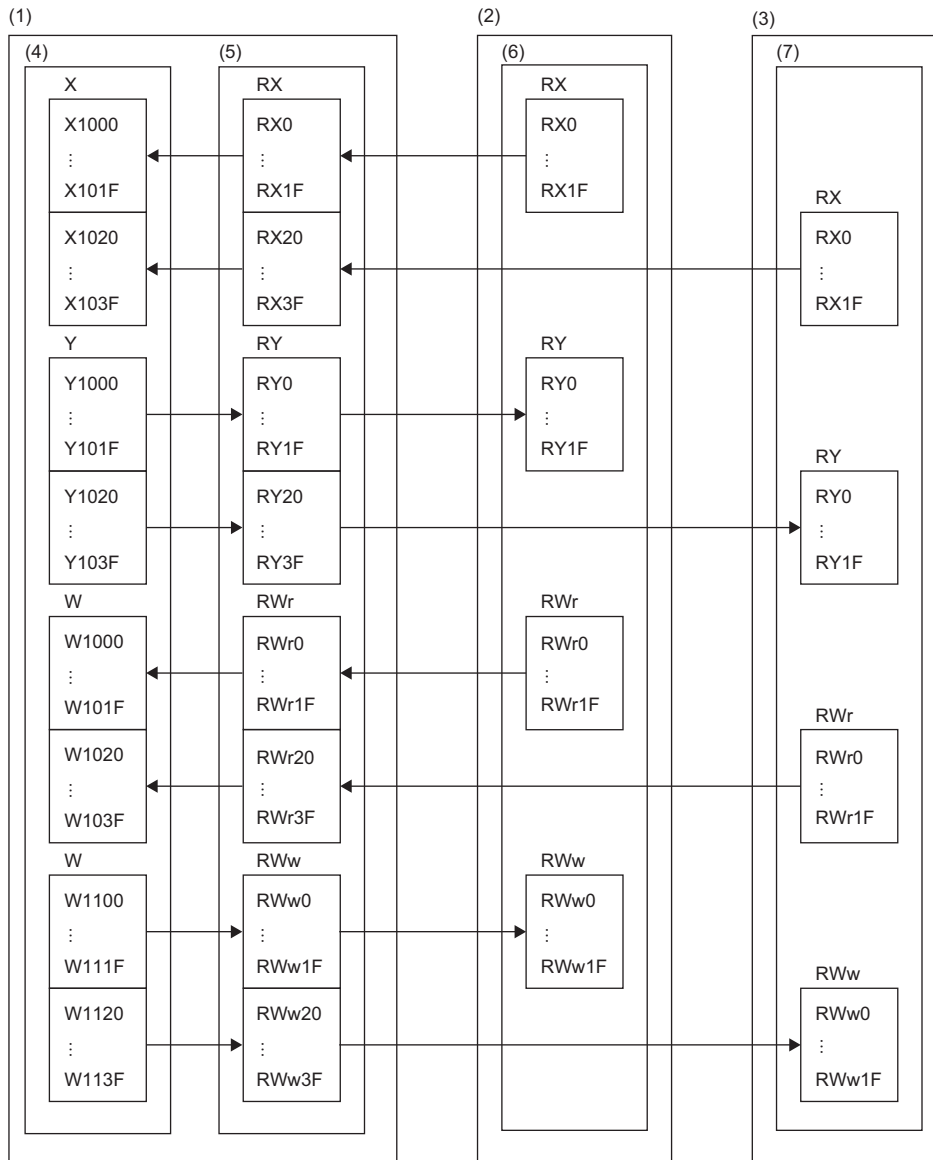 (1)
(2)
(3)
(4)
(5)
(6)
(7)
X
RX
RX
X1000
⋮
X101F
RX0
⋮
RX1F
RX0
⋮
RX1F
RX
X1020
⋮
X103F
RX20
⋮
RX3F
RX0
⋮
RX1F
Y
RY
RY
Y1000
⋮
Y101F
RY0
⋮
RY1F
RY0
⋮
RY1F
RY
Y1020
⋮
Y103F
RY20
⋮
RY3F
RY0
⋮
RY1F
W
RWr
RWr
W1000
⋮
W101F
RWr0
⋮
RWr1F
RWr0
⋮
RWr1F
RWr
W1020
⋮
W103F
RWr20
⋮
RWr3F
RWr0
⋮
RWr1F
W
RWw
RWw
W1100
⋮
W111F
RWw0
⋮
RWw1F
RWw0
⋮
RWw1F
RWw
W1120
⋮
W113F
RWw20
⋮
RWw3F
RWw0
⋮
RWw1F